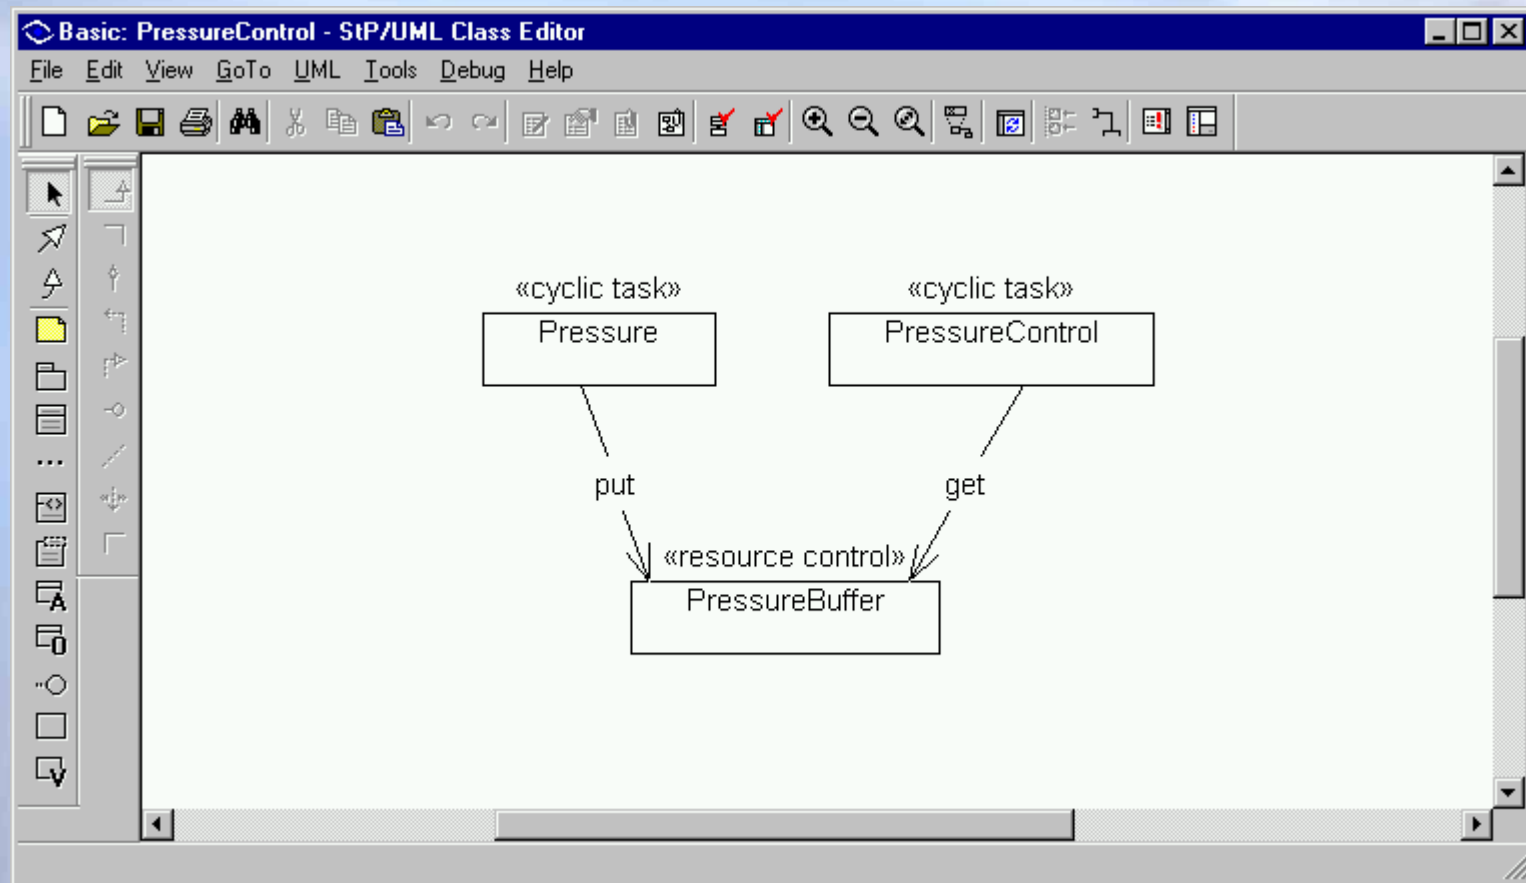 Basic: PressureControl - StP/UML Class Editor
File Edit View GoTo UML Tools Debug Help
«cyclic task» «cyclic task»
Pressure PressureControl
put get
«resource control»
PressureBuffer